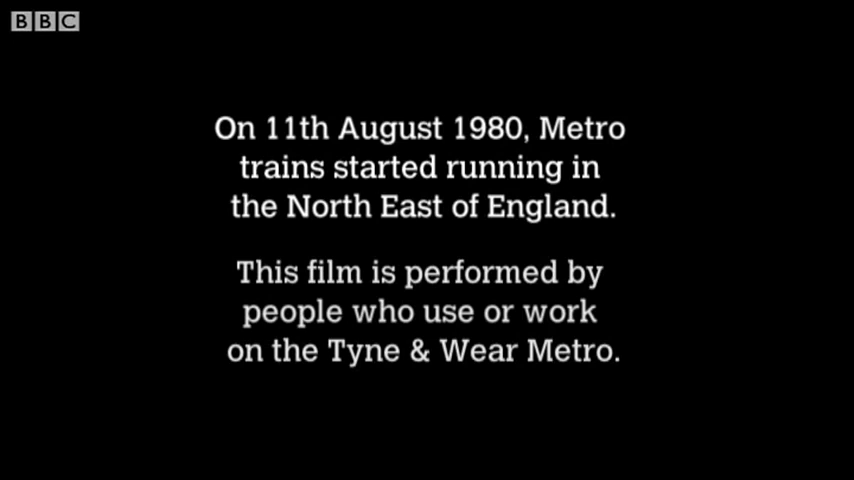 BBC
On 11th August 1980, Metro
trains started running in
the North East of England.
This film is performed by
people who use or work
on the Tyne & Wear Metro.